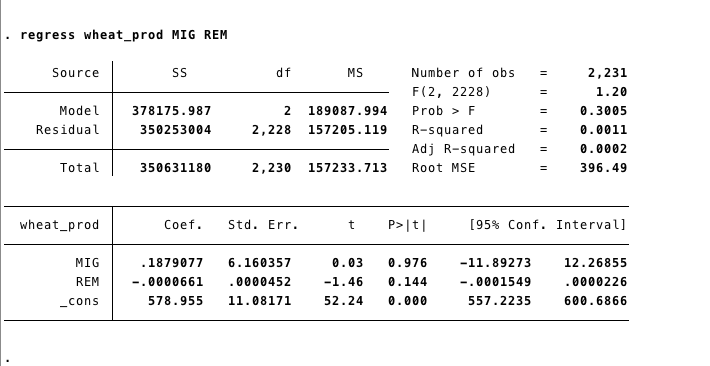 . regress wheat_prod MIG REM
Source SS df MS Number of obs = 2,231
F(2, 2228) = 1.20
Model 378175.987 2 189087.994 Prob > F = 0.3005
Residual 350253004 2,228 157205.119 R-squared = 0.0011
Adj R-squared = 0.0002
Total 350631180 2,230 157233.713 Root MSE = 396.49
wheat_prod Coef. Std. Err. t P>|t| [95% Conf. Interval]
MIG .1879077 6.160357 0.03 0.976 -11.89273 12.26855
REM -.0000661 .0000452 -1.46 0.144 -.0001549 .0000226
_cons 578.955 11.08171 52.24 0.000 557.2235 600.6866
.